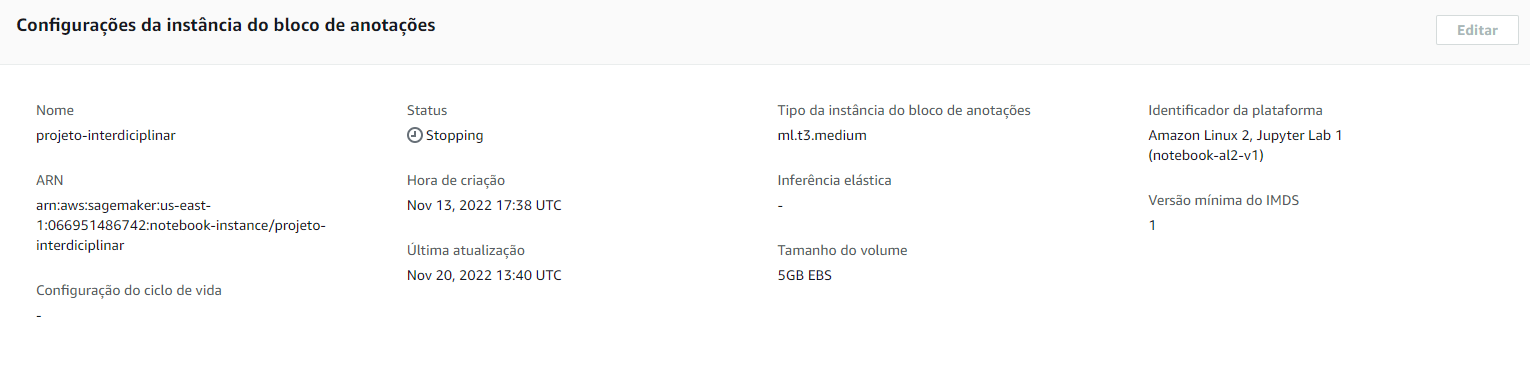 Configurações da instância do bloco de anotações
Editar
Nome
projeto-interdiciplinar
ARN
arn:aws:sagemaker:us-east-
1:066951486742:notebook-instance/projeto-
interdiciplinar
Configuração do ciclo de vida
-
Status
Stopping
Hora de criação
Nov 13, 2022 17:38 UTC
Última atualização
Nov 20, 2022 13:40 UTC
Tipo da instância do bloco de anotações
ml.t3.medium
Inferência elástica
-
Tamanho do volume
5GB EBS
Identificador da plataforma
Amazon Linux 2, Jupyter Lab 1
(notebook-al2-v1)
Versão mínima do IMDS
1